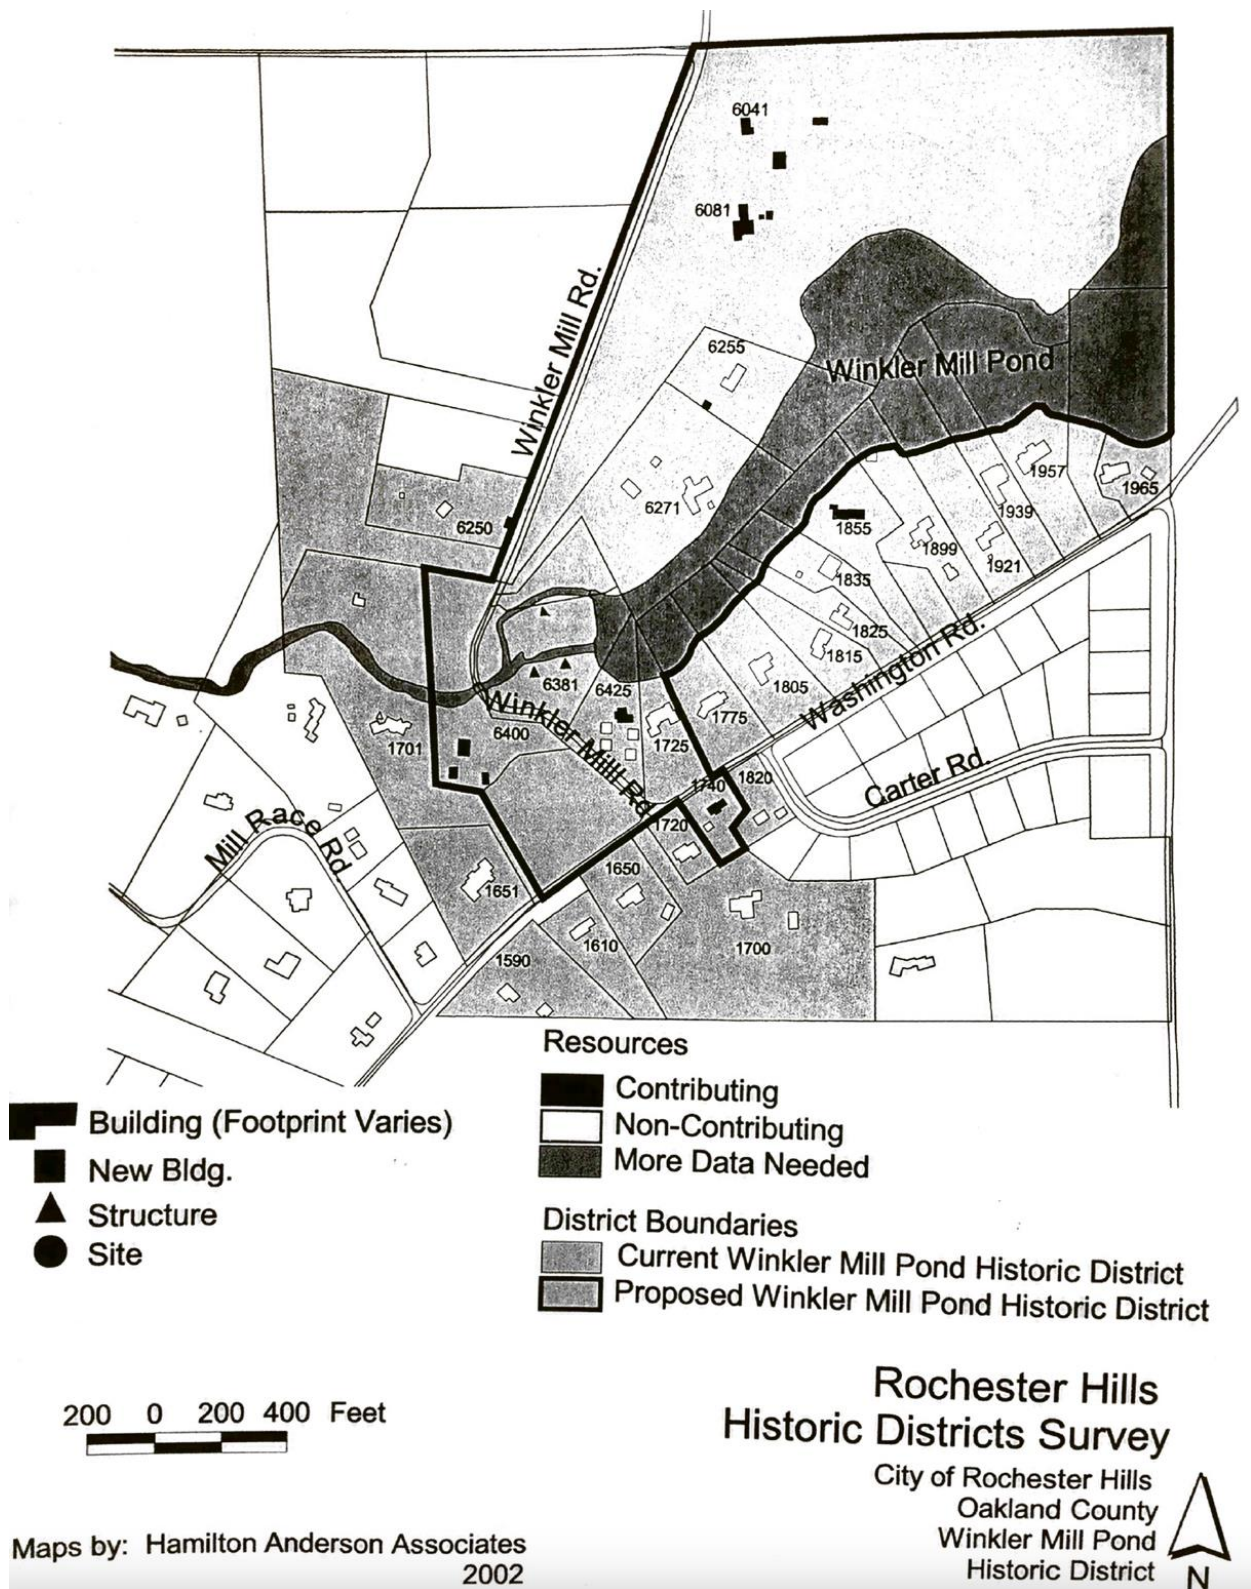 6041
6081
Winkler Mill Rd.
6255
Winkler Mill Pond
6271
6250
1957
1965
1939
1855
1899
1921
1835
1825
1815
Washington Rd.
1805
6381
6425
1775
Winkler Mill Rd
6400
1725
1701
Carter Rd.
1740
1820
1720
Mill Race Rd
1650
1651
1610
1700
1590
Resources
Contributing
Non-Contributing
More Data Needed
Building (Footprint Varies)
New Bldg.
Structure
Site
District Boundaries
Current Winkler Mill Pond Historic District
Proposed Winkler Mill Pond Historic District
200 0 200 400 Feet
Rochester Hills
Historic Districts Survey
City of Rochester Hills
Oakland County
Winkler Mill Pond
Historic District
N
Maps by: Hamilton Anderson Associates
2002